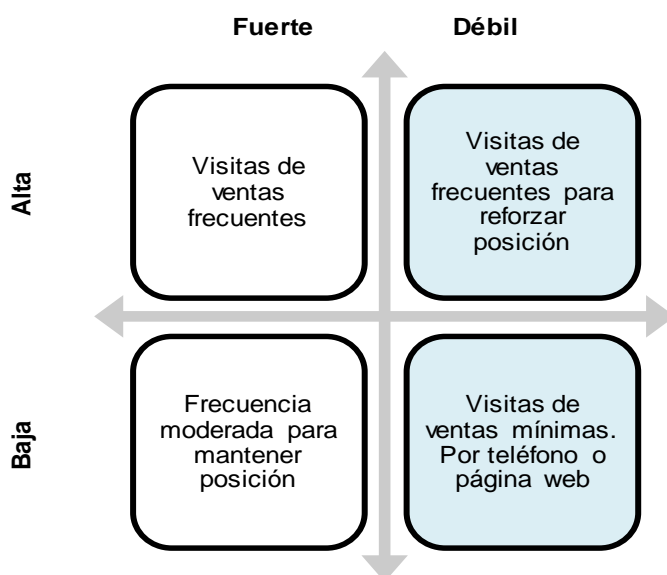 Fuerte
Débil
Alta
Visitas de
ventas
frecuentes
Visitas de
ventas
frecuentes para
reforzar
posición
Baja
Frecuencia
moderada para
mantener
posición
Visitas de
ventas mínimas.
Por teléfono o
página web